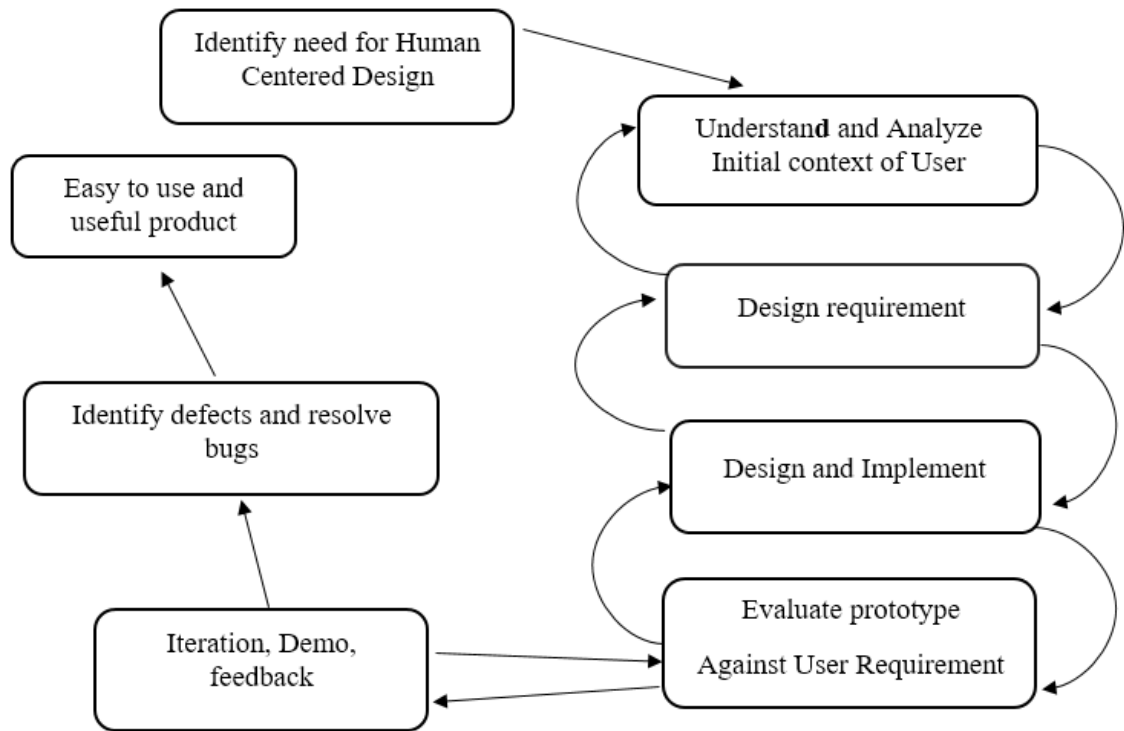 Identify need for Human
Centered Design
Understand and Analyze
Initial context of User
Easy to use and
useful product
Design requirement
Identify defects and resolve
bugs
Design and Implement
Evaluate prototype
Against User Requirement
Iteration, Demo,
feedback